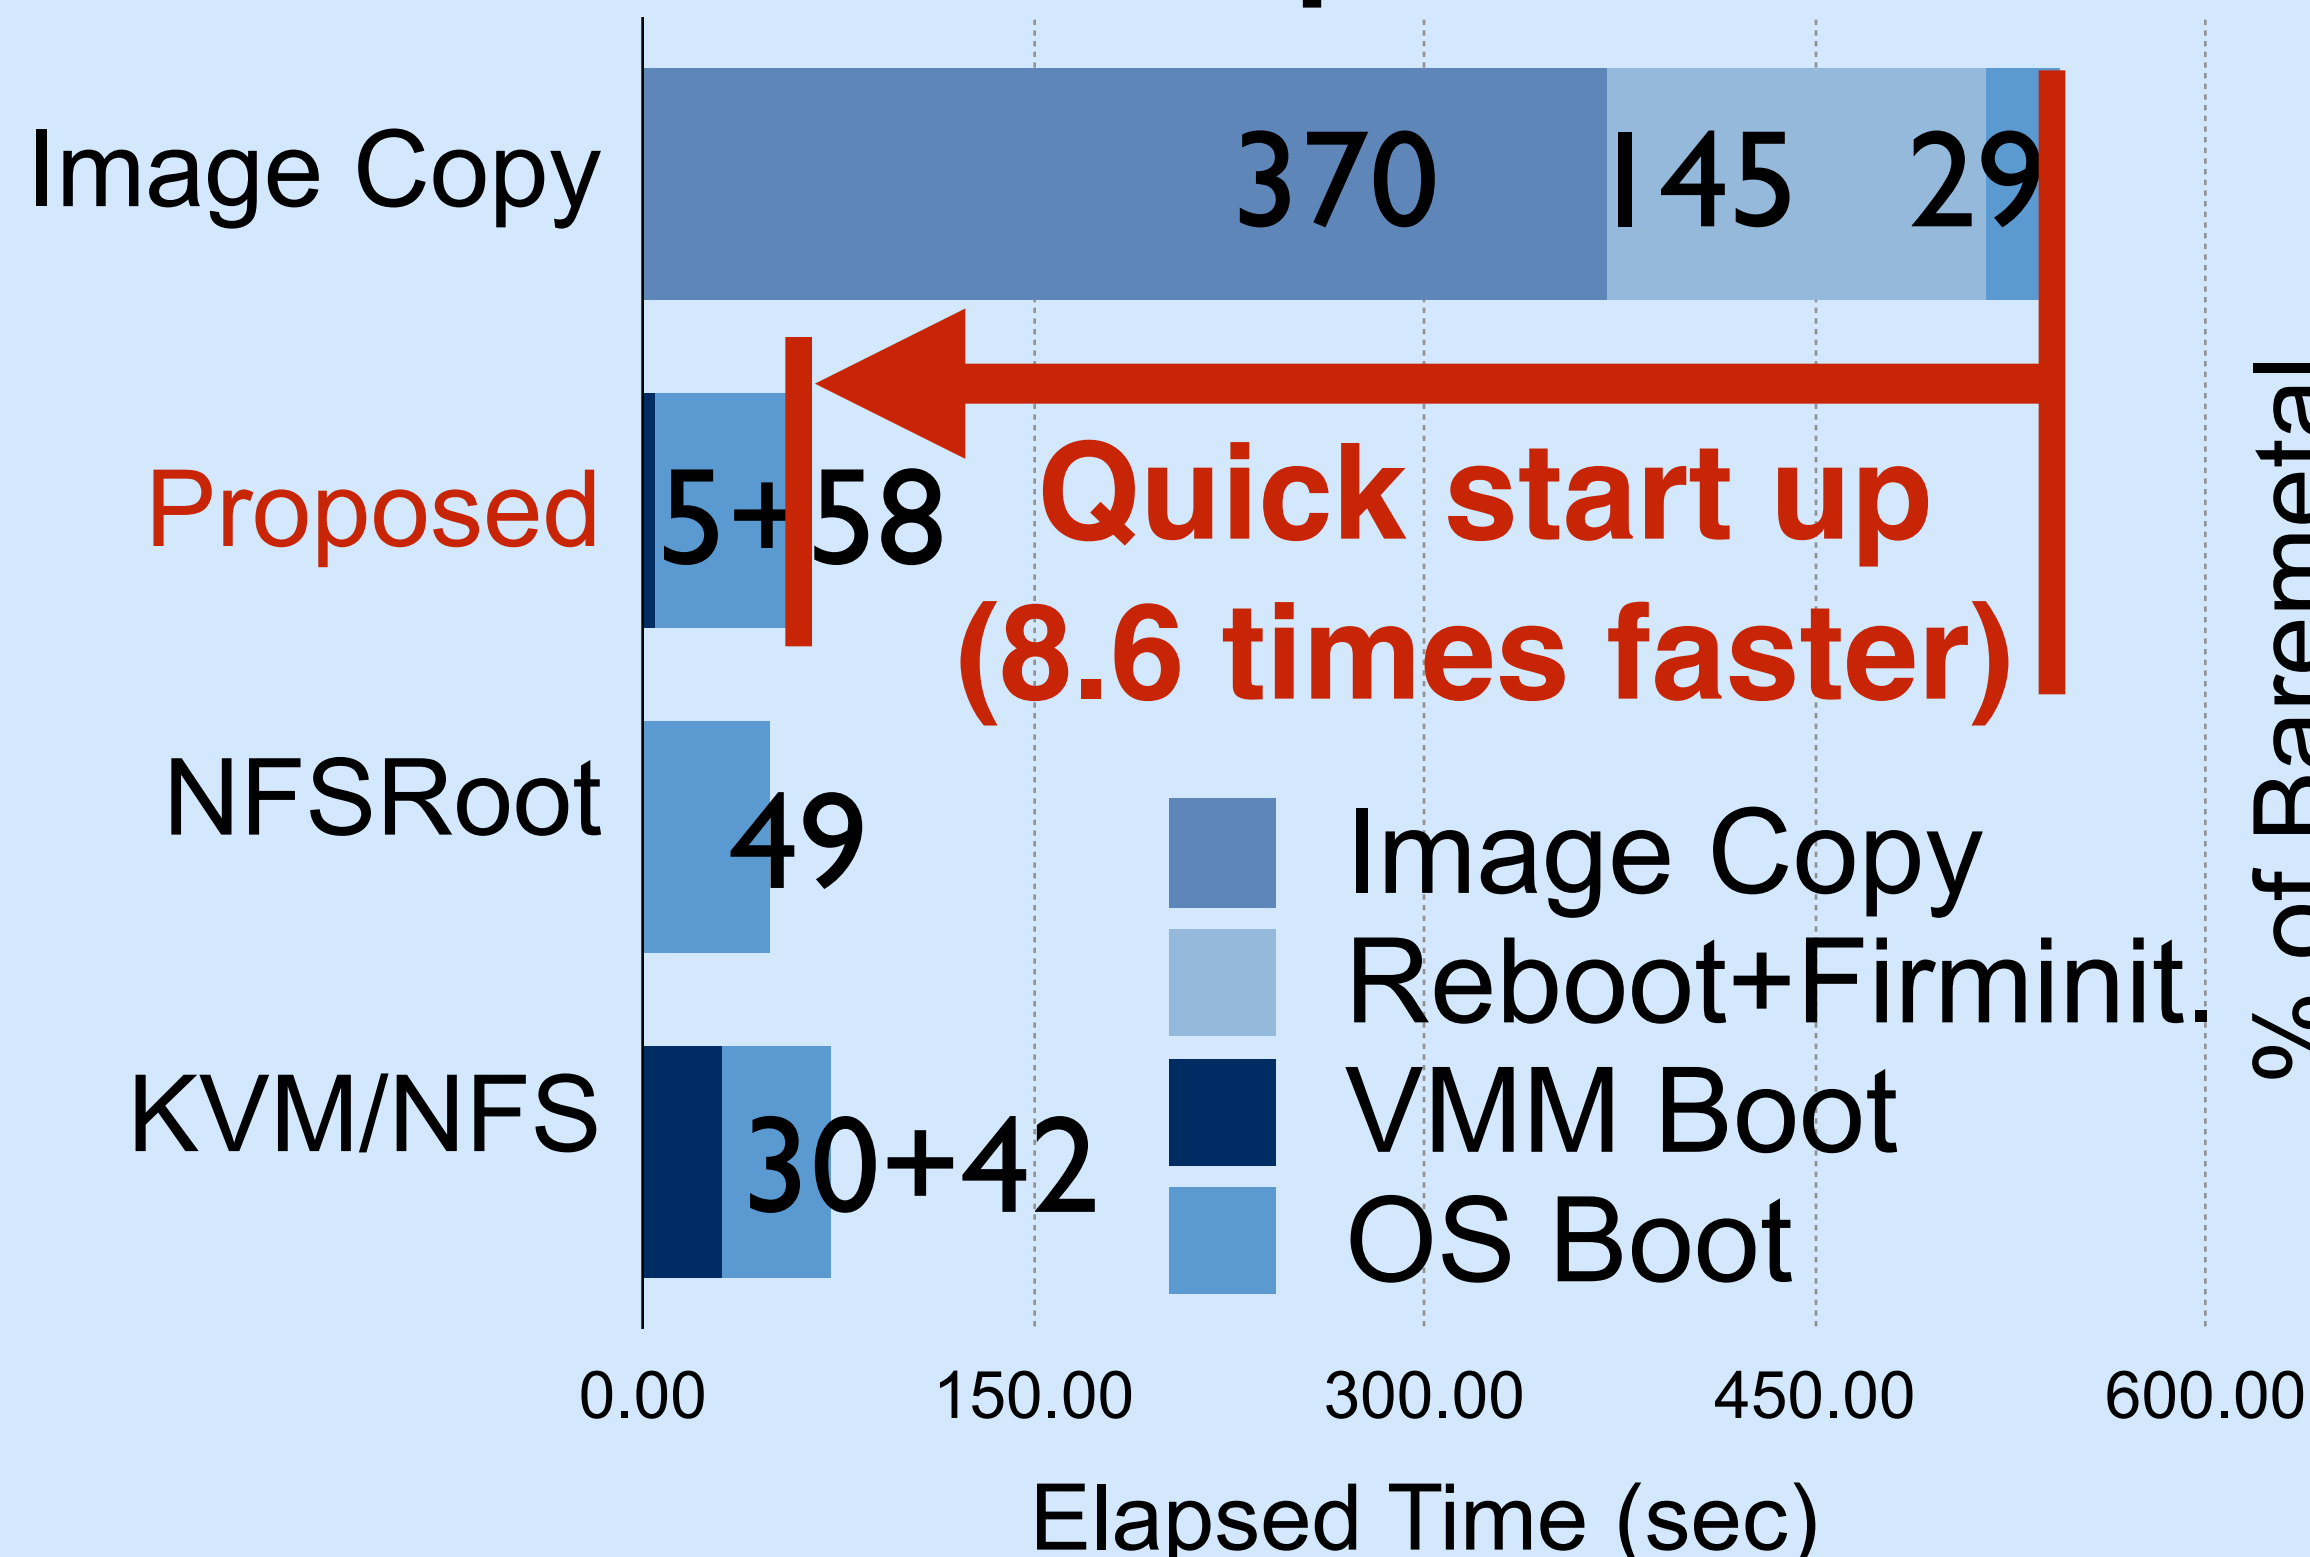 Image Copy
370 145 29
Proposed
5+58
Quick start up
(8.6 times faster)
NFSRoot
49
KVM/NFS
30+42
Image Copy
Reboot+Firminit.
VMM Boot
OS Boot
0.00 150.00 300.00 450.00 600.00
Elapsed Time (sec)
% of Baremetal